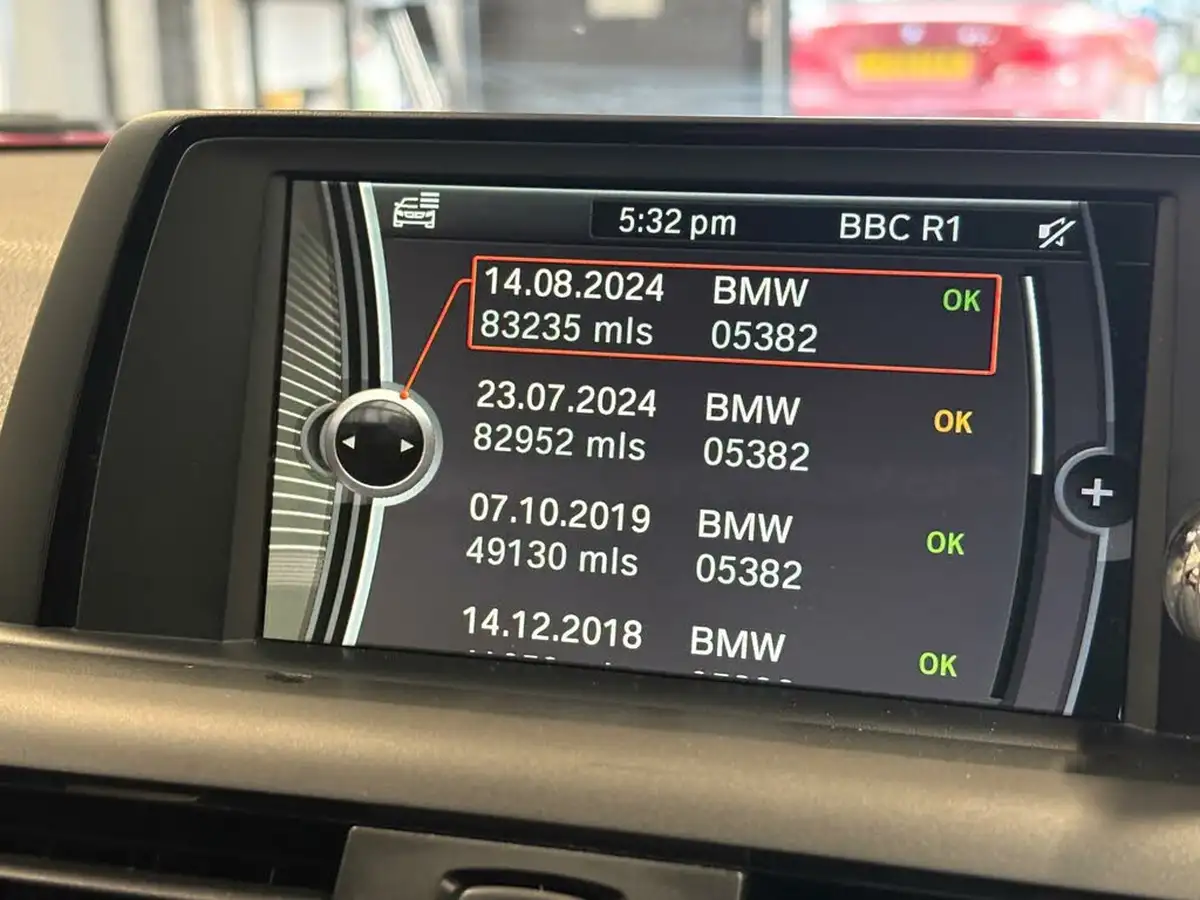 5:32 pm BBC R1
14.08.2024 BMW OK
83235 mls 05382
23.07.2024 BMW OK
82952 mls 05382
07.10.2019 BMW OK
49130 mls 05382
14.12.2018 BMW OK